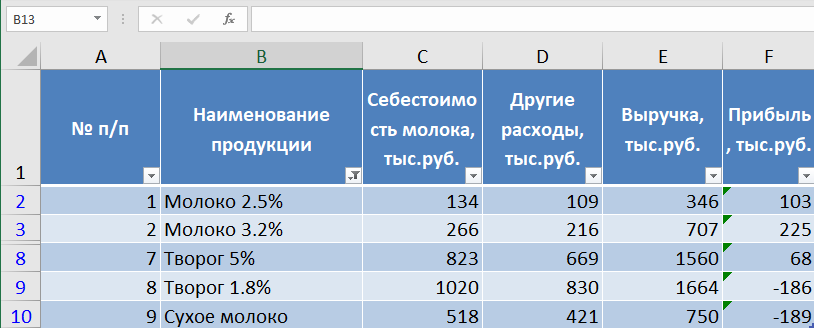 B13 fx
A B C D E F
1 № п/п Наименование продукции Себестоимо сть молока, тыс.руб. Другие расходы, тыс.руб. Выручка, тыс.руб. Прибыль , тыс.руб.
2 1 Молоко 2.5% 134 109 346 103
3 2 Молоко 3.2% 266 216 707 225
8 7 Творог 5% 823 669 1560 68
9 8 Творог 1.8% 1020 830 1664 -186
10 9 Сухое молоко 518 421 750 -189